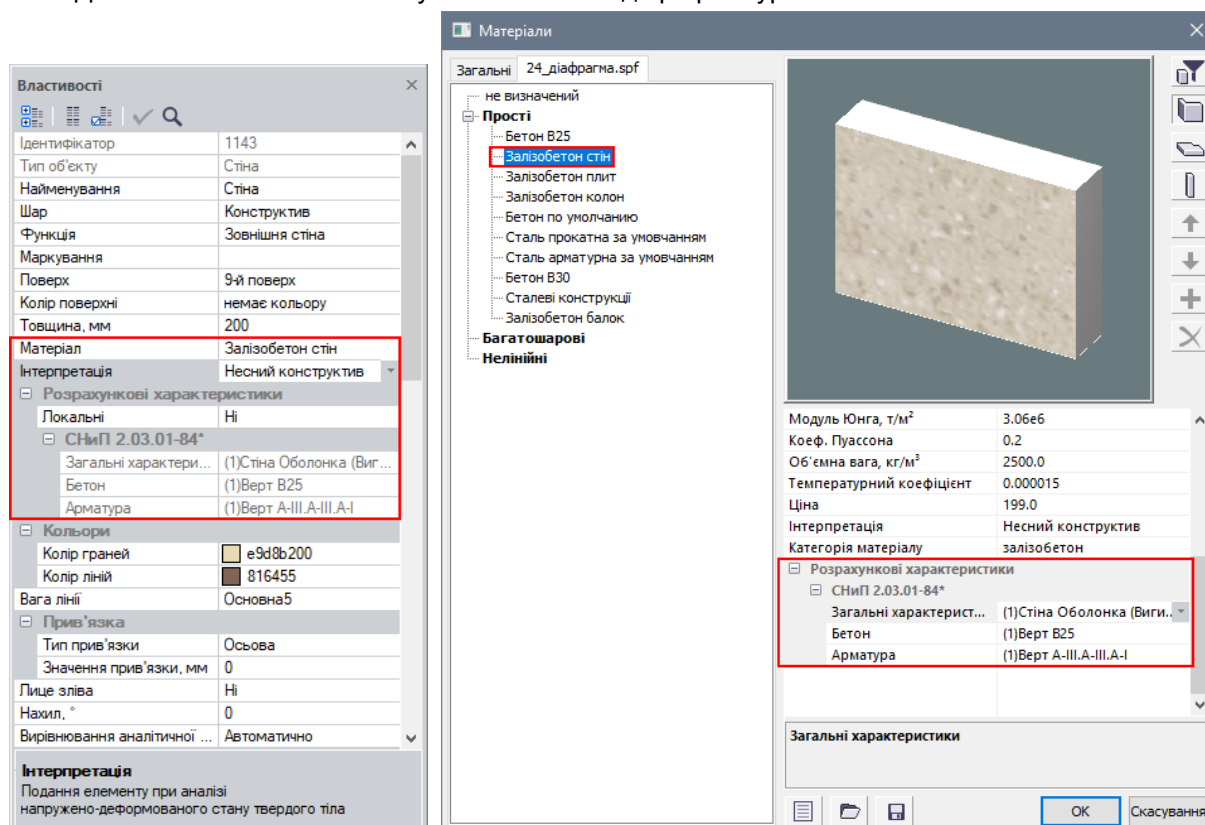 Матеріали
Загальні 24_діафрагма.spf
не визначений
Прості
Бетон B25
Залізобетон стін
Залізобетон плит
Залізобетон колон
Бетон по умолчанию
Сталь прокатна за умовчанням
Сталь арматурна за умовчанням
Бетон B30
Сталеві конструкції
Залізобетон балок
Багатошарові
Нелінійні
Властивості
Ідентифікатор 1143
Тип об'єкту Стіна
Найменування Стіна
Шар Конструктив
Функція Зовнішня стіна
Маркування
Поверх 9-й поверх
Колір поверхні немає кольору
Товщина, мм 200
Матеріал Залізобетон стін
Інтерпретація Несний конструктив
Розрахункові характеристики
Локальні Ні
СНиП 2.03.01-84*
Загальні характери... (1)Стіна Оболонка (Виг...
Бетон (1)Верт B25
Арматура (1)Верт A-III.A-III.A-I
Кольори
Колір граней e9d8b200
Колір ліній 816455
Вага лінії Основна5
Прив'язка
Тип прив'язки Осьова
Значення прив'язки, мм 0
Лице зліва Ні
Нахил, ° 0
Вирівнювання аналітичної ... Автоматично
Інтерпретація
Подання елементу при аналізі
напружено-деформованого стану твердого тіла
Модуль Юнга, т/м² 3.06e6
Коеф. Пуассона 0.2
Об'ємна вага, кг/м³ 2500.0
Температурний коефіцієнт 0.000015
Ціна 199.0
Інтерпретація Несний конструктив
Категорія матеріалу залізобетон
Розрахункові характеристики
СНиП 2.03.01-84*
Загальні характерист... (1)Стіна Оболонка (Виги..
Бетон (1)Верт B25
Арматура (1)Верт A-III.A-III.A-I
Загальні характеристики
OK Скасування